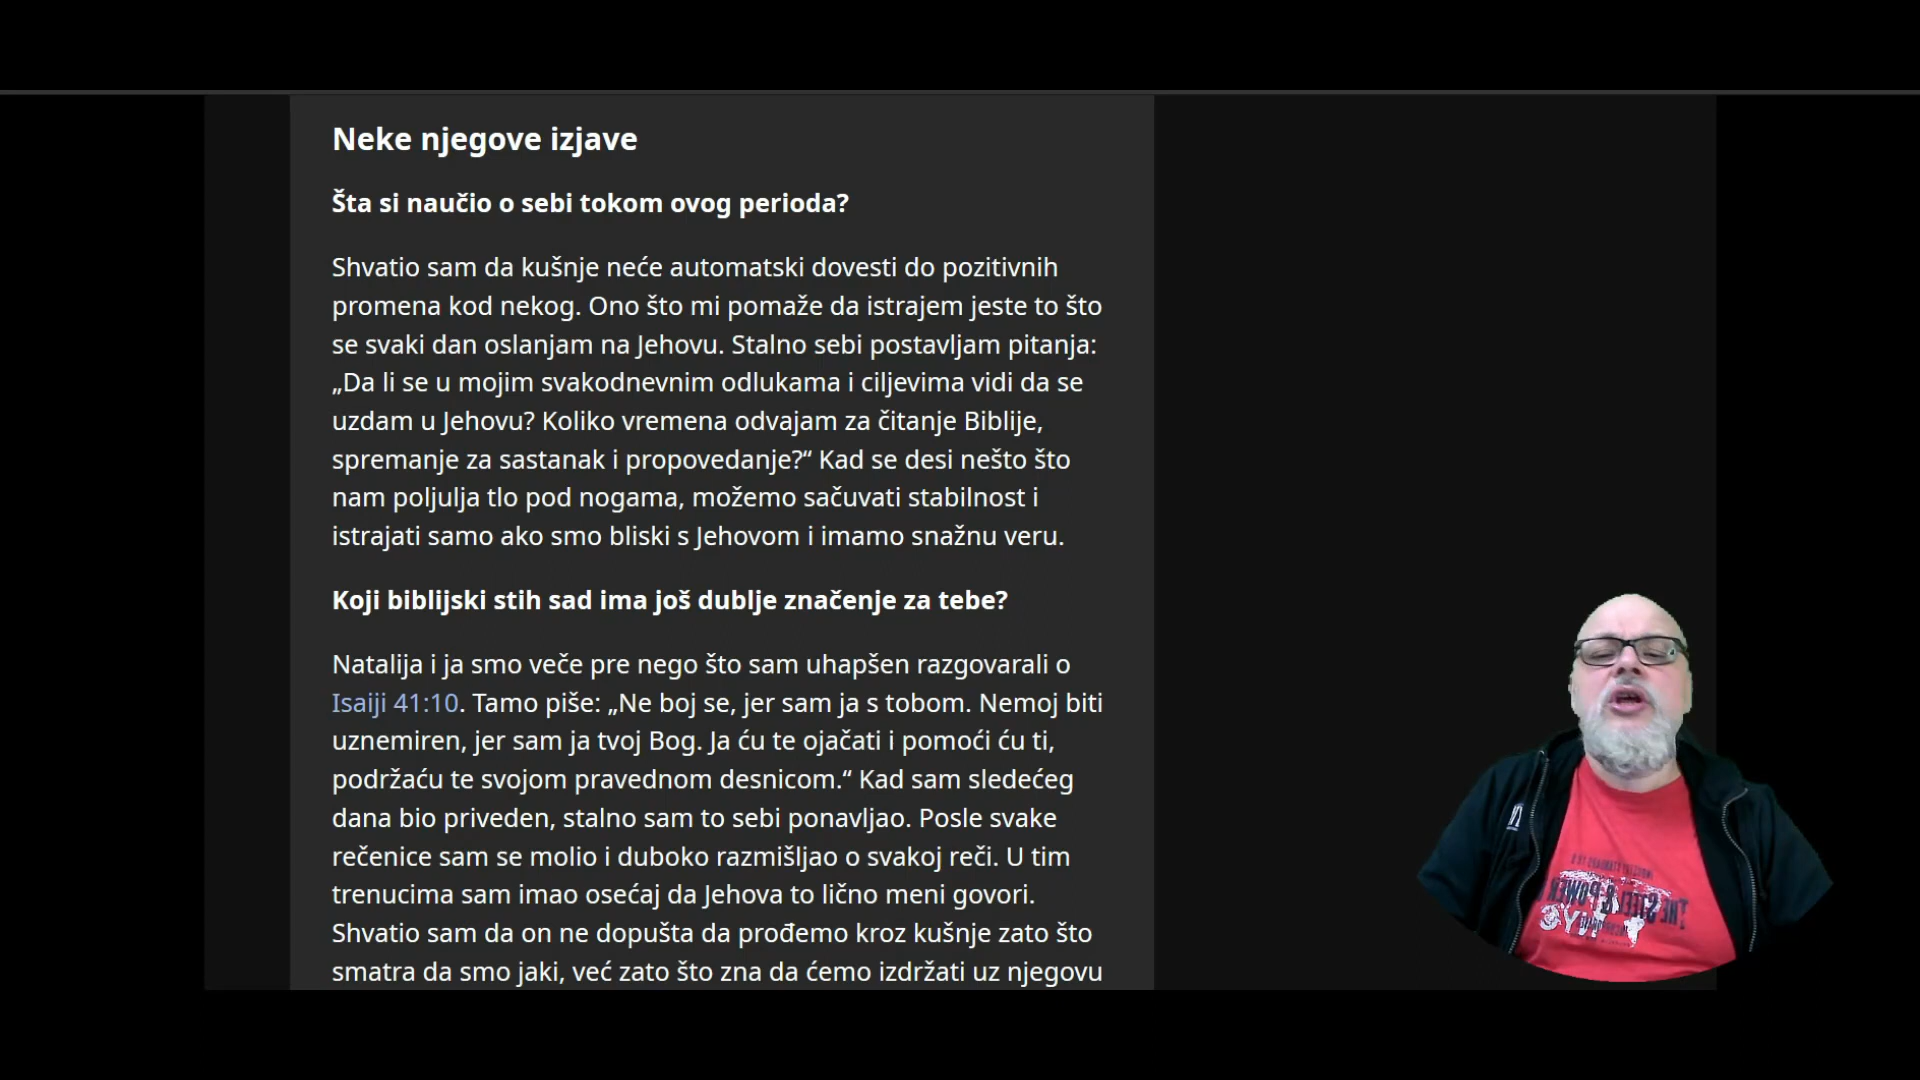 Neke njegove izjave
Šta si naučio o sebi tokom ovog perioda?
Shvatio sam da kušnje neće automatski dovesti do pozitivnih
promena kod nekog. Ono što mi pomaže da istrajem jeste to što
se svaki dan oslanjam na Jehovu. Stalno sebi postavljam pitanja:
„Da li se u mojim svakodnevnim odlukama i ciljevima vidi da se
uzdam u Jehovu? Koliko vremena odvajam za čitanje Biblije,
spremanje za sastanak i propovedanje?“ Kad se desi nešto što
nam poljulja tlo pod nogama, možemo sačuvati stabilnost i
istrajati samo ako smo bliski s Jehovom i imamo snažnu veru.
Koji biblijski stih sad ima još dublje značenje za tebe?
Natalija i ja smo veče pre nego što sam uhapšen razgovarali o
Isaiji 41:10. Tamo piše: „Ne boj se, jer sam ja s tobom. Nemoj biti
uznemiren, jer sam ja tvoj Bog. Ja ću te ojačati i pomoći ću ti,
podržaću te svojom pravednom desnicom.“ Kad sam sledećeg
dana bio priveden, stalno sam to sebi ponavljao. Posle svake
rečenice sam se molio i duboko razmišljao o svakoj reči. U tim
trenucima sam imao osećaj da Jehova to lično meni govori.
Shvatio sam da on ne dopušta da prođemo kroz kušnje zato što
smatra da smo jaki, već zato što zna da ćemo izdržati uz njegovu
THE STEEL & POWER